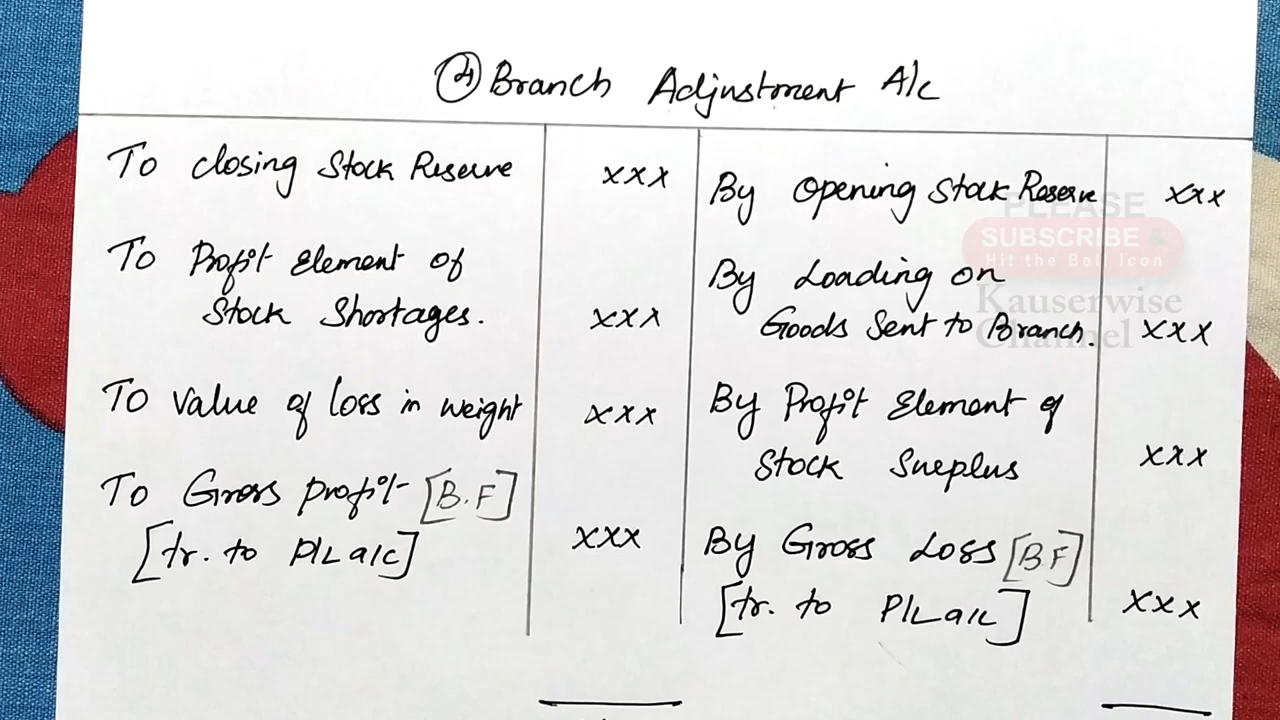 4 Branch Adjustment A/c
To closing Stock Reserve xxx
To Profit Element of
Stock Shortages. xxx
To value of loss in weight xxx
To Gross profit [B.F]
[tr. to P/L a/c] xxx
By Opening Stock Reserve xxx
By Loading on
Goods Sent to Branch. xxx
By Profit Element of
Stock Surplus xxx
By Gross Loss [B.F]
[tr. to P/L a/c] xxx
PLEASE
SUBSCRIBE &
Hit the Bell Icon
Kauserwise
Channel